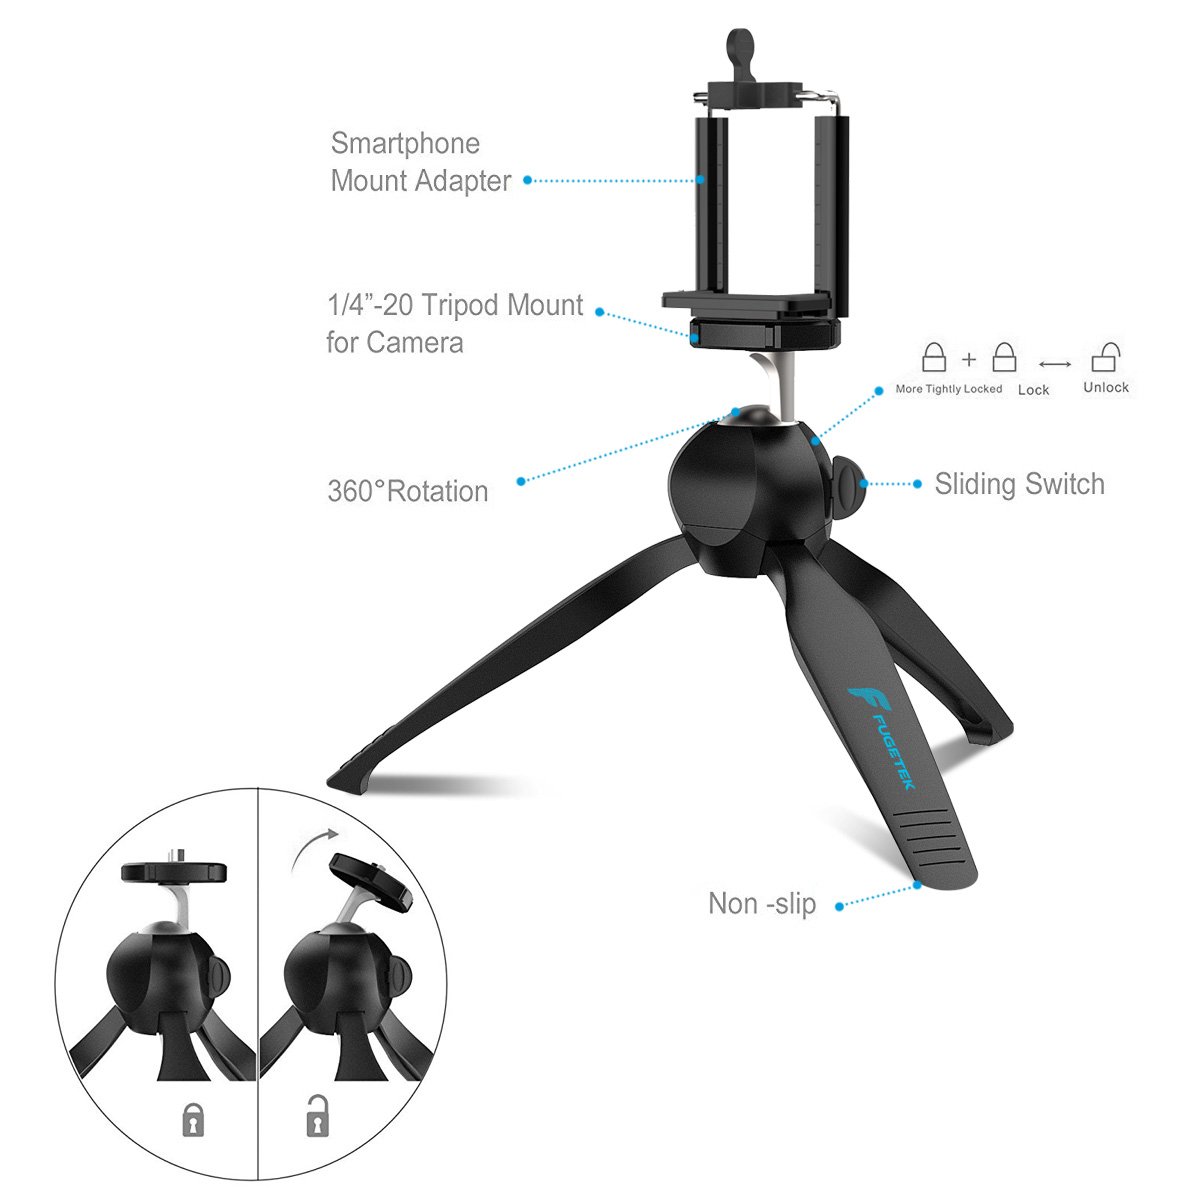 Smartphone
Mount Adapter
1/4”-20 Tripod Mount
for Camera
+
More Tightly Locked Lock Unlock
360°Rotation
Sliding Switch
FUGETEK
Non -slip